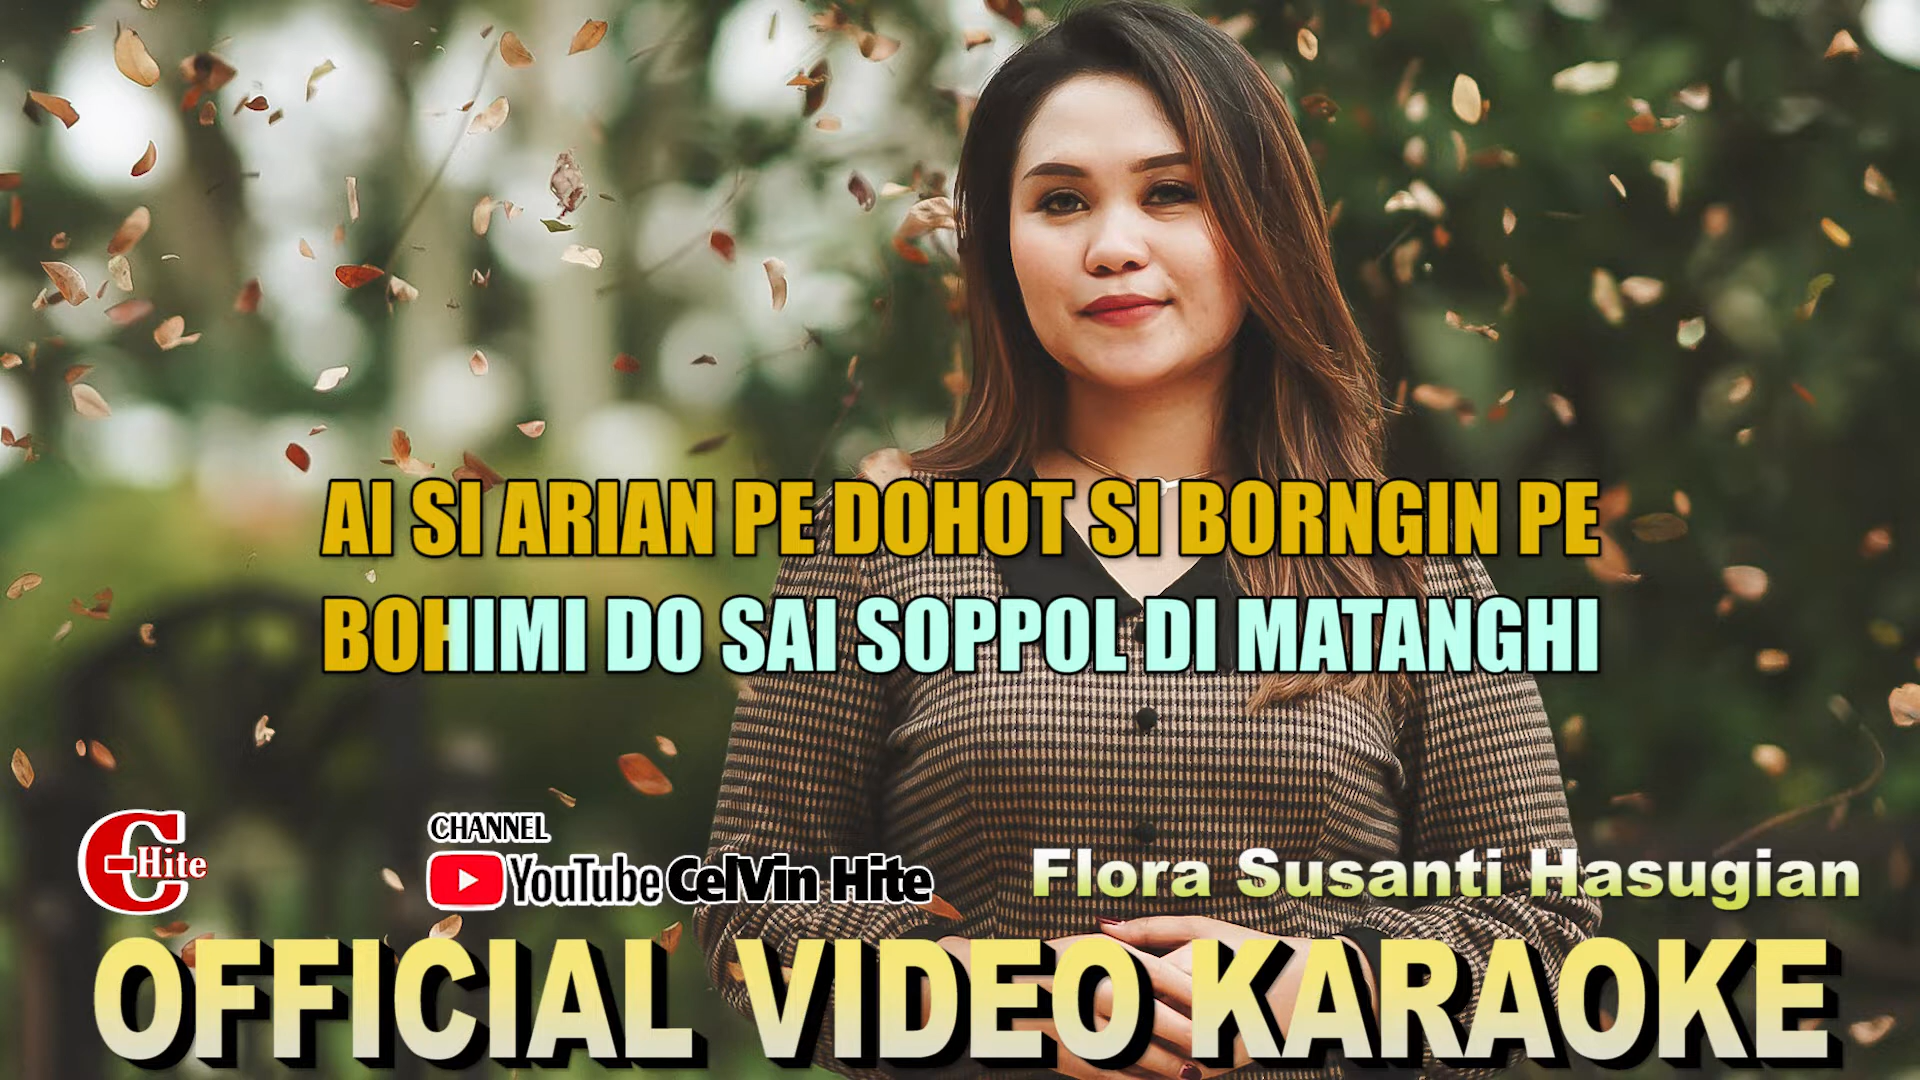 AI SI ARIAN PE DOHOT SI BORNGIN PE
BOHIMI DO SAI SOPPOL DI MATANGHI
C-Hite
CHANNEL
YouTube CelVin Hite
Flora Susanti Hasugian
OFFICIAL VIDEO KARAOKE